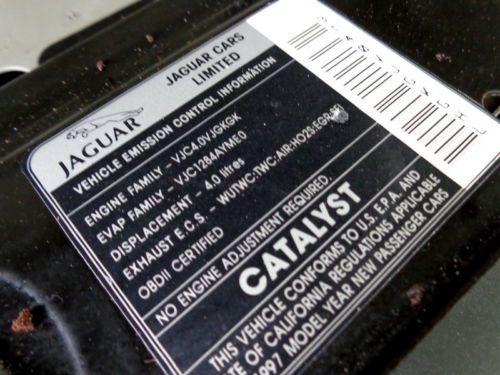 JAGUAR
JAGUAR CARS
LIMITED
VEHICLE EMISSION CONTROL INFORMATION
ENGINE FAMILY - VJC4.0VJGKGK
EVAP FAMILY - VJC1284AYME0
DISPLACEMENT - 4.0 litres
EXHAUST E.C.S. - WUTWC:TWC:AIR:HO2S:EGR:
OBDII CERTIFIED
NO ENGINE ADJUSTMENT REQUIRED.
CATALYST
THIS VEHICLE CONFORMS TO U.S. E.P.A. AND
STATE OF CALIFORNIA REGULATIONS APPLICABLE
1997 MODEL YEAR NEW PASSENGER CARS